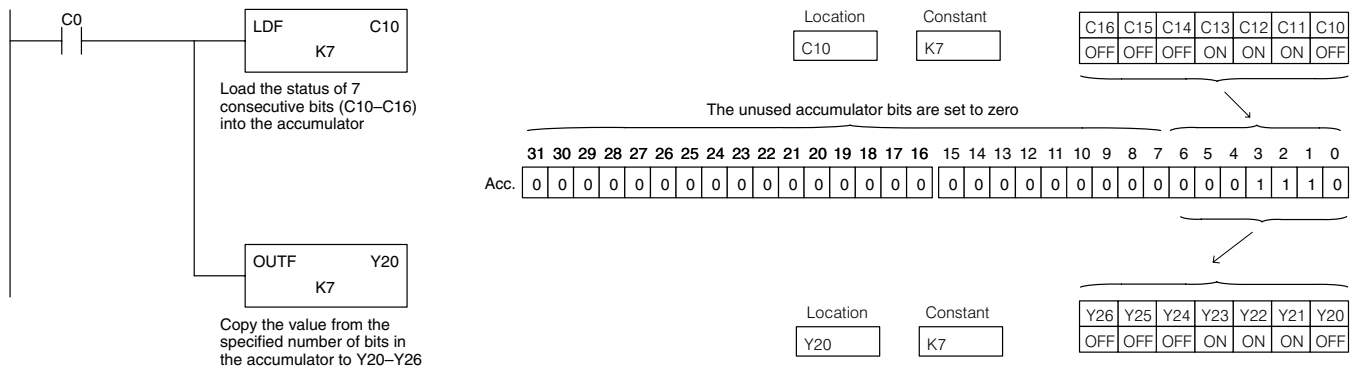 C0
LDF C10
K7
Load the status of 7
consecutive bits (C10–C16)
into the accumulator
OUTF Y20
K7
Copy the value from the
specified number of bits in
the accumulator to Y20–Y26
Location Constant
C10 K7
C16 C15 C14 C13 C12 C11 C10
OFF OFF OFF ON ON ON OFF
The unused accumulator bits are set to zero
31 30 29 28 27 26 25 24 23 22 21 20 19 18 17 16 15 14 13 12 11 10 9 8 7 6 5 4 3 2 1 0
Acc. 0 0 0 0 0 0 0 0 0 0 0 0 0 0 0 0 0 0 0 0 0 0 0 0 0 0 0 0 1 1 1 0
Location Constant
Y20 K7
Y26 Y25 Y24 Y23 Y22 Y21 Y20
OFF OFF OFF ON ON ON OFF